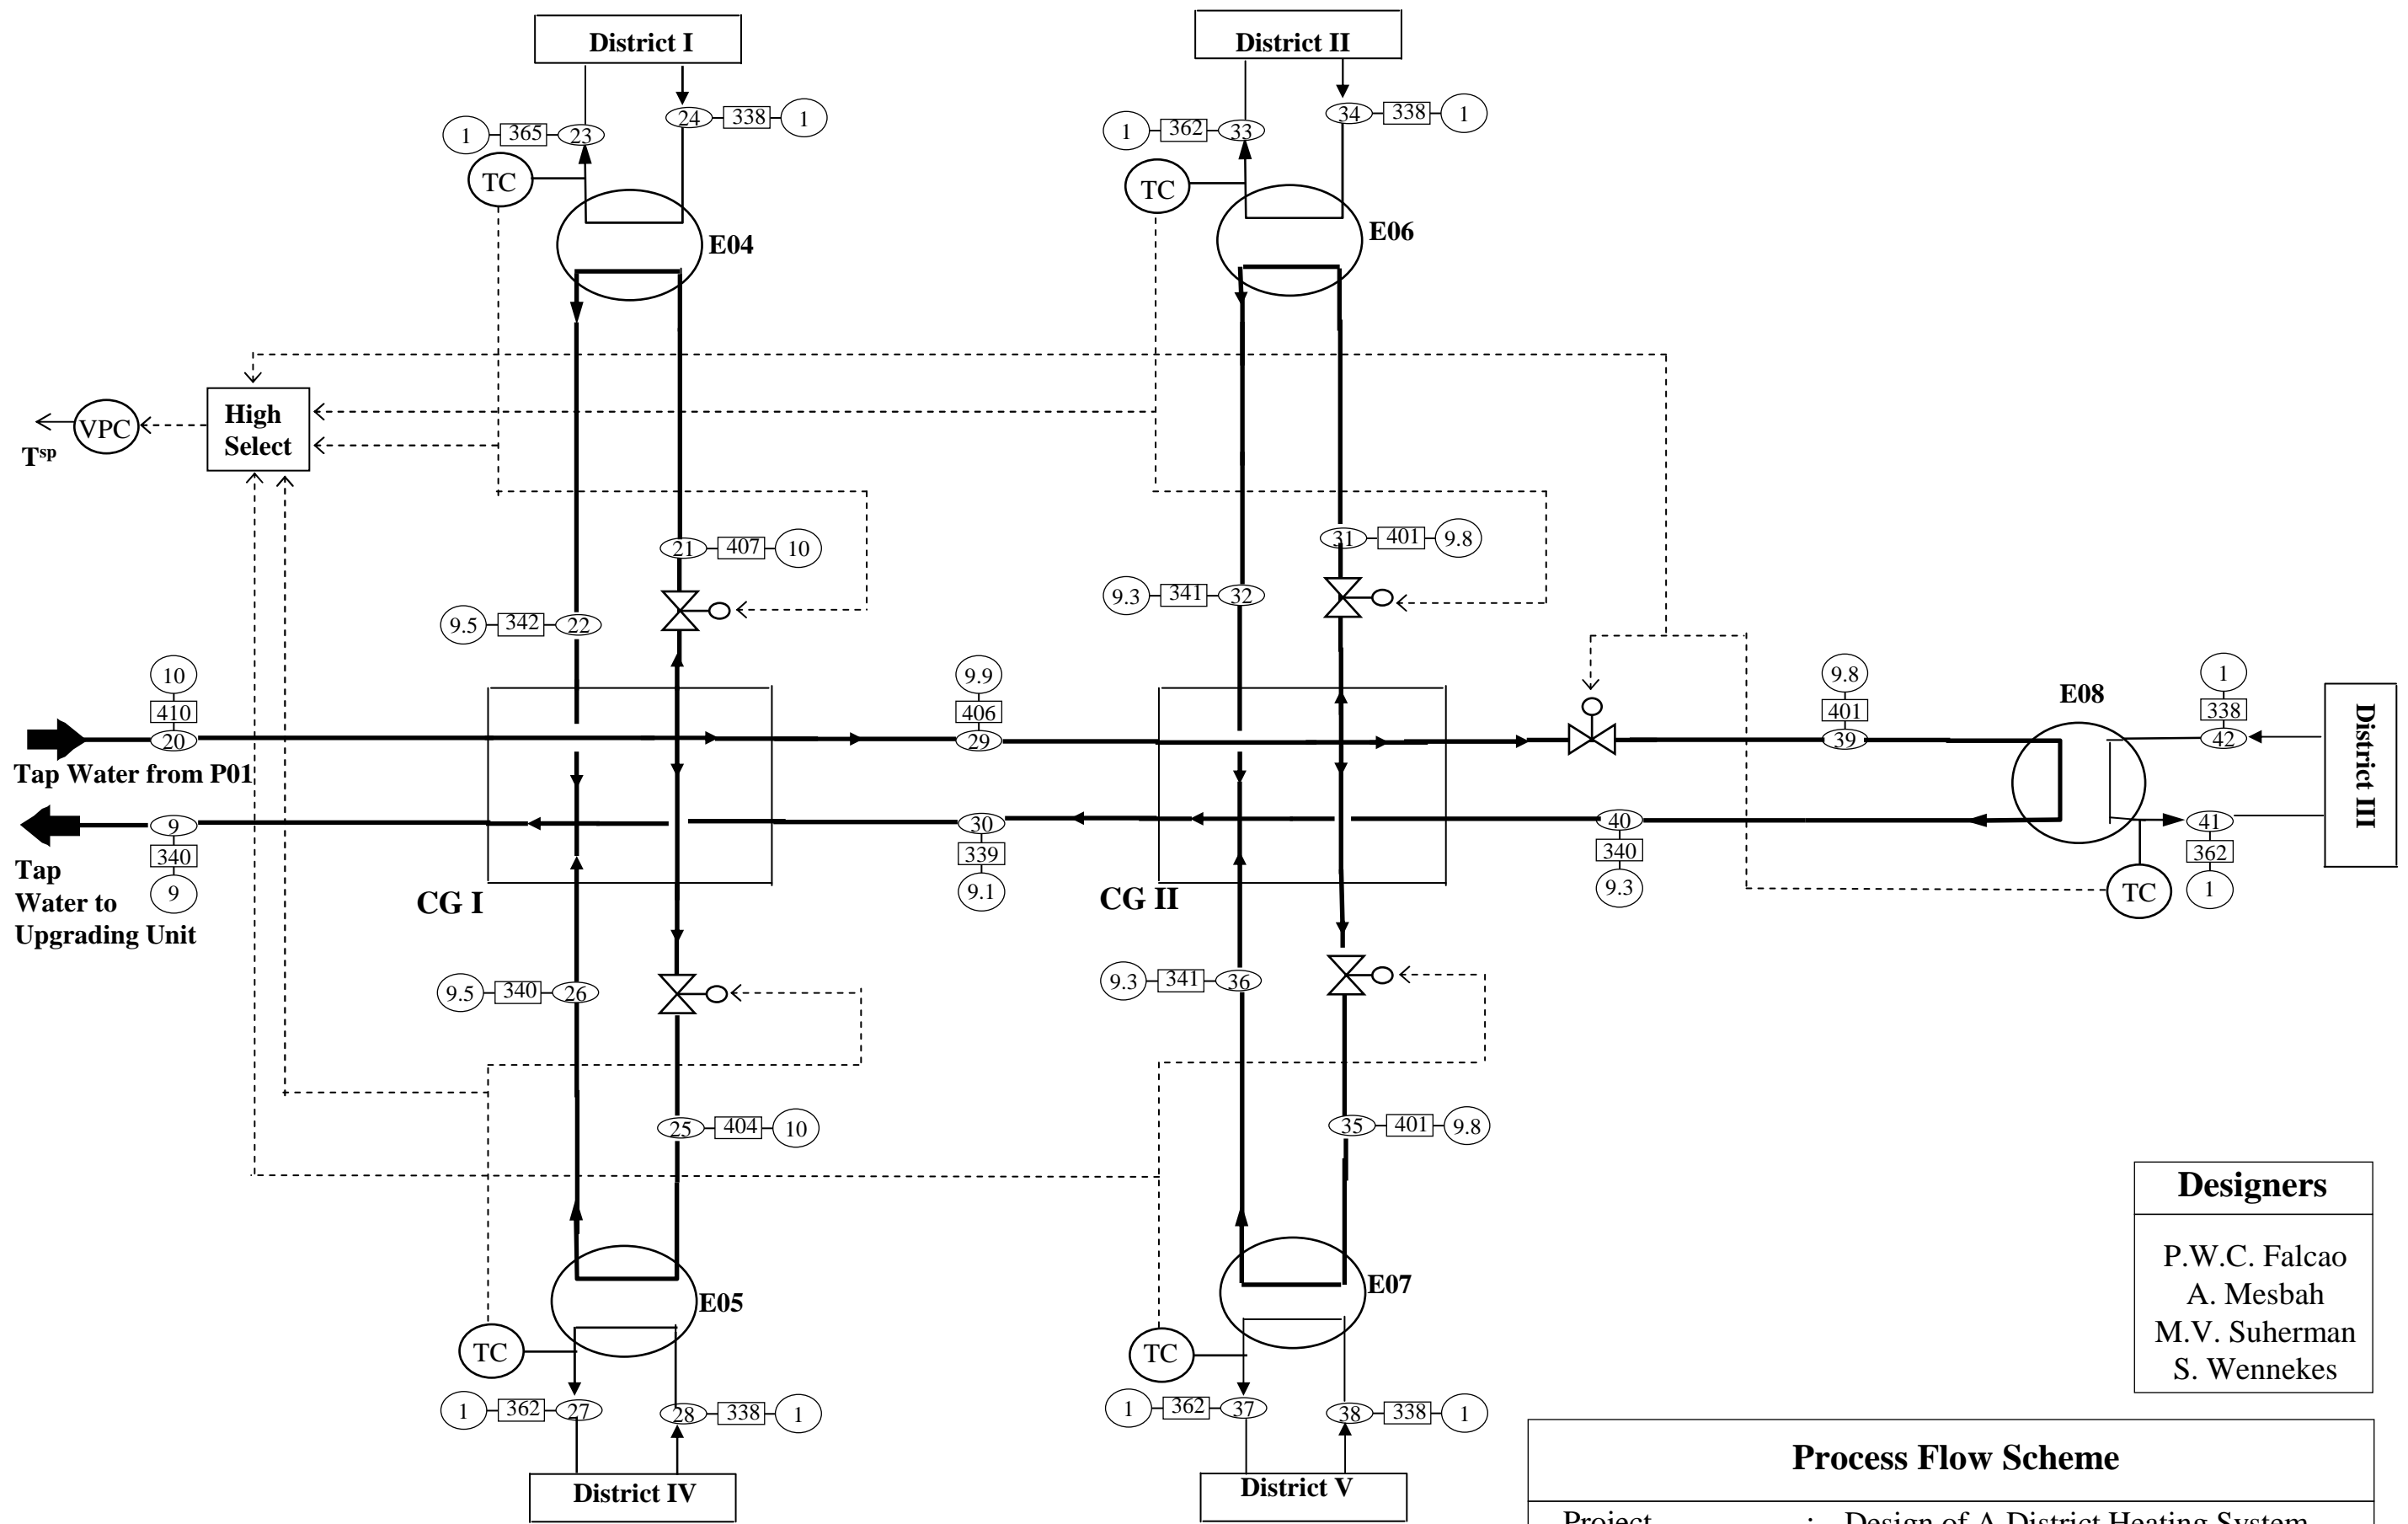 District I
District II
24 338 1
34 338 1
1 365 23
1 362 33
TC
TC
E04
E06
High
Select
VPC
Tsp
21 407 10
31 401 9.8
9.3 341 32
9.5 342 22
10
410
20
9.9
406
29
9.8
401
39
1
338
42
E08
District III
Tap Water from P01
9
340
9
30
339
9.1
40
340
9.3
41
362
1
TC
Tap
Water to
Upgrading Unit
CG I
CG II
9.5 340 26
9.3 341 36
25 404 10
35 401 9.8
E05
E07
TC
TC
1 362 27
28 338 1
1 362 37
38 338 1
District IV
District V
Designers
P.W.C. Falcao
A. Mesbah
M.V. Suherman
S. Wennekes
Process Flow Scheme
Project : Design of A District Heating System